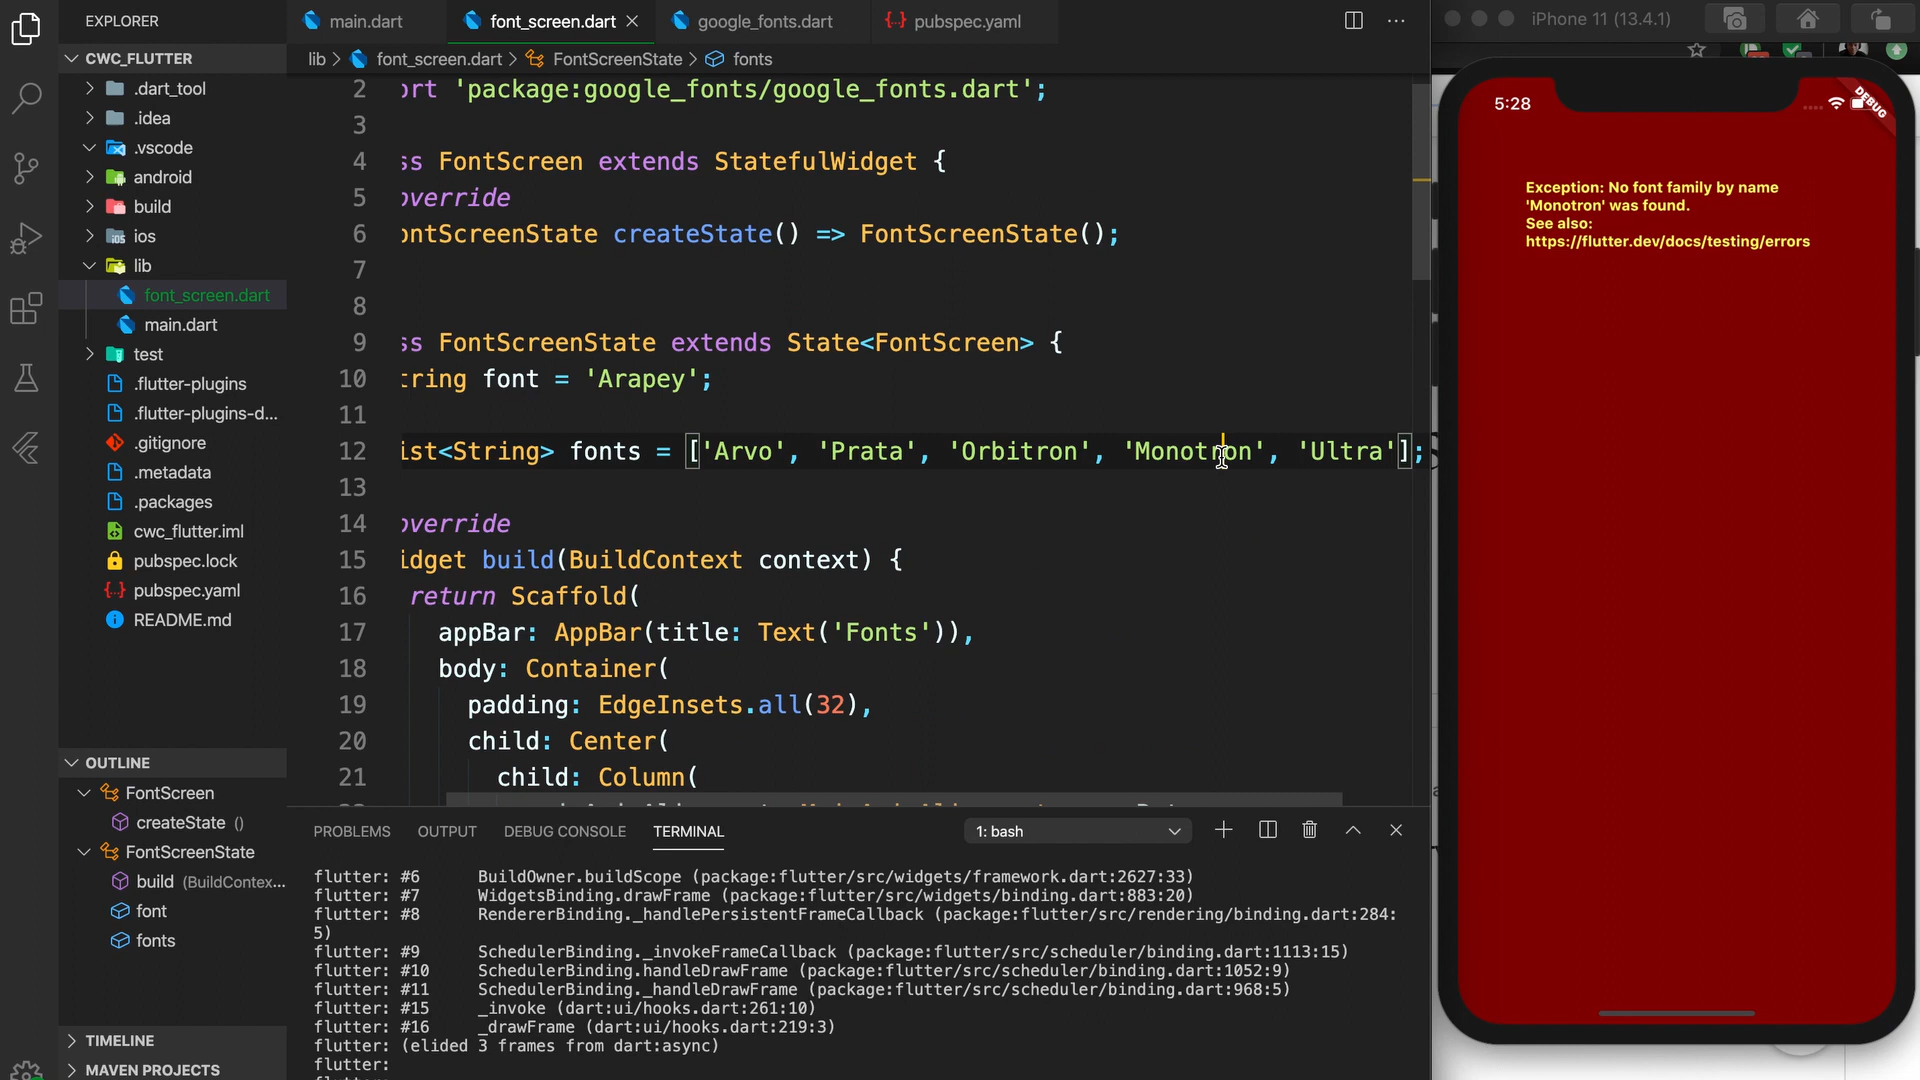 EXPLORER
CWC_FLUTTER
.dart_tool
.idea
.vscode
android
build
ios
lib
font_screen.dart
main.dart
test
.flutter-plugins
.flutter-plugins-d...
.gitignore
.metadata
.packages
cwc_flutter.iml
pubspec.lock
pubspec.yaml
README.md
OUTLINE
FontScreen
createState ()
FontScreenState
build (BuildContex...
font
fonts
TIMELINE
MAVEN PROJECTS
main.dart
font_screen.dart
google_fonts.dart
pubspec.yaml
lib > font_screen.dart > FontScreenState > fonts
2 ort 'package:google_fonts/google_fonts.dart';
3
4 ss FontScreen extends StatefulWidget {
5 override
6 ontScreenState createState() => FontScreenState();
7
8
9 ss FontScreenState extends State<FontScreen> {
10 tring font = 'Arapey';
11
12 ist<String> fonts = ['Arvo', 'Prata', 'Orbitron', 'Monotron', 'Ultra'];
13
14 override
15 idget build(BuildContext context) {
16 return Scaffold(
17 appBar: AppBar(title: Text('Fonts')),
18 body: Container(
19 padding: EdgeInsets.all(32),
20 child: Center(
21 child: Column(
PROBLEMS OUTPUT DEBUG CONSOLE TERMINAL
1: bash
flutter: #6 BuildOwner.buildScope (package:flutter/src/widgets/framework.dart:2627:33)
flutter: #7 WidgetsBinding.drawFrame (package:flutter/src/widgets/binding.dart:883:20)
flutter: #8 RendererBinding._handlePersistentFrameCallback (package:flutter/src/rendering/binding.dart:284:
5)
flutter: #9 SchedulerBinding._invokeFrameCallback (package:flutter/src/scheduler/binding.dart:1113:15)
flutter: #10 SchedulerBinding.handleDrawFrame (package:flutter/src/scheduler/binding.dart:1052:9)
flutter: #11 SchedulerBinding._handleDrawFrame (package:flutter/src/scheduler/binding.dart:968:5)
flutter: #15 _invoke (dart:ui/hooks.dart:261:10)
flutter: #16 _drawFrame (dart:ui/hooks.dart:219:3)
flutter: (elided 3 frames from dart:async)
flutter:
iPhone 11 (13.4.1)
5:28
DEBUG
Exception: No font family by name
'Monotron' was found.
See also:
https://flutter.dev/docs/testing/errors